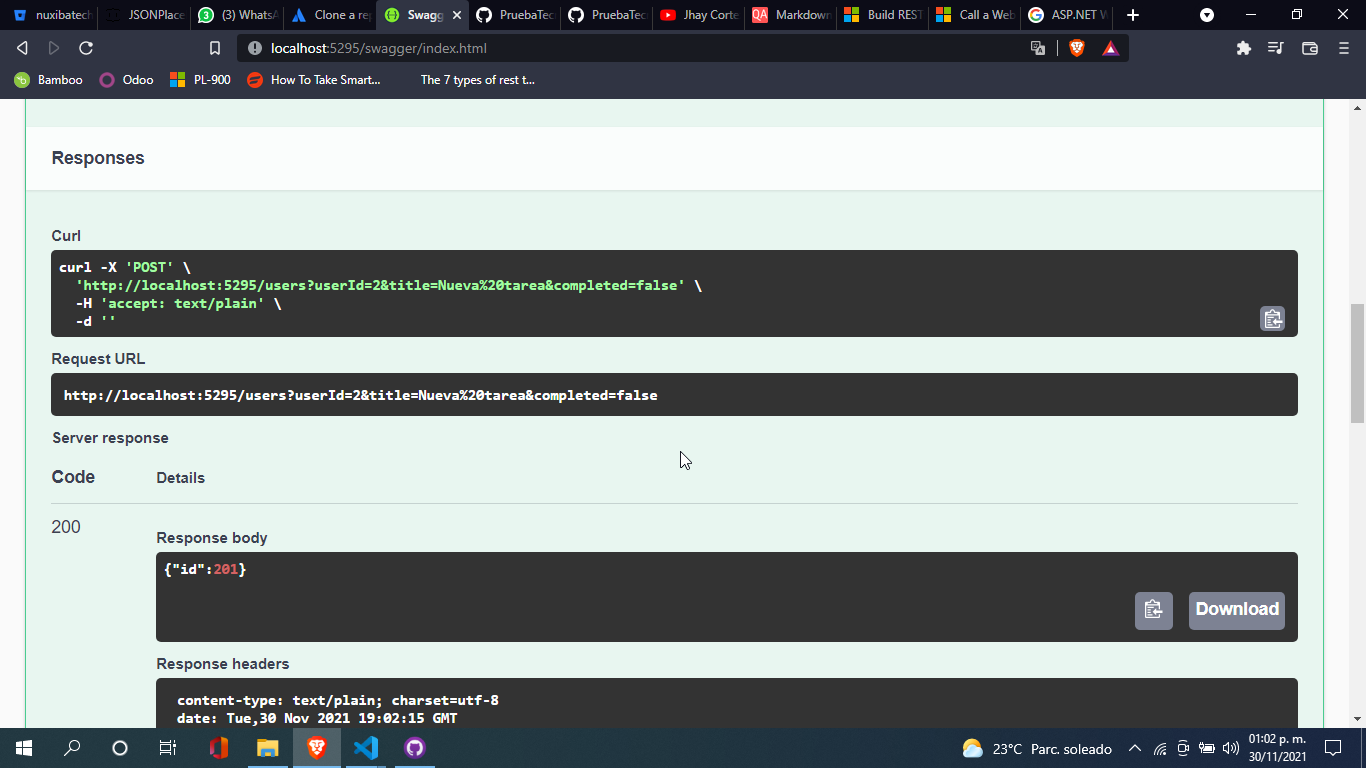 nuxibatech
JSONPlace
(3) WhatsA
Clone a rep
Swagg
PruebaTec
PruebaTec
Jhay Corte
Markdown
Build REST
Call a Web
ASP.NET W
localhost:5295/swagger/index.html
Bamboo
Odoo
PL-900
How To Take Smart...
The 7 types of rest t...
Responses
Curl
curl -X 'POST' \
'http://localhost:5295/users?userId=2&title=Nueva%20tarea&completed=false' \
-H 'accept: text/plain' \
-d ''
Request URL
http://localhost:5295/users?userId=2&title=Nueva%20tarea&completed=false
Server response
Code
Details
200
Response body
{"id":201}
Download
Response headers
content-type: text/plain; charset=utf-8
date: Tue,30 Nov 2021 19:02:15 GMT
23°C Parc. soleado
01:02 p. m.
30/11/2021